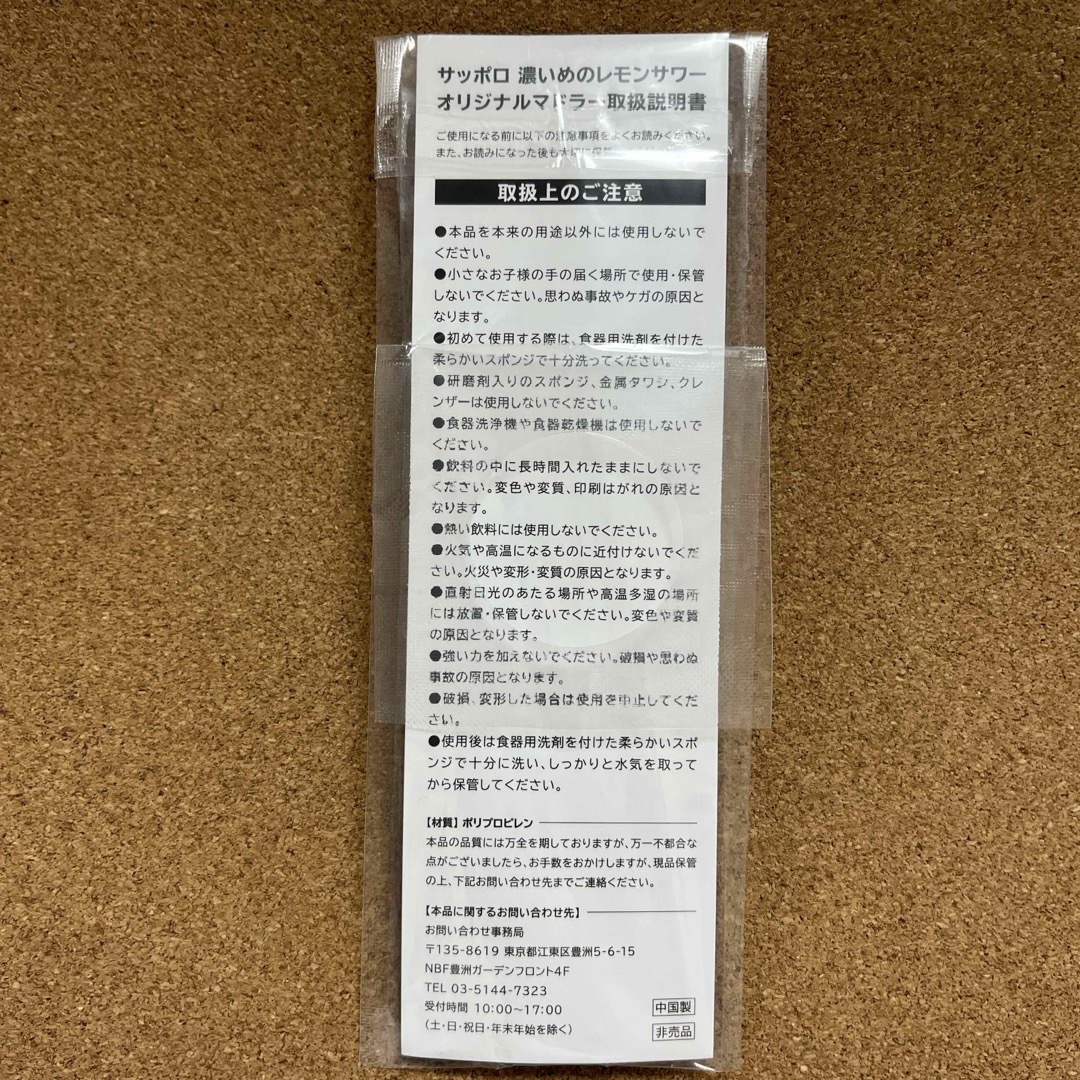 サッポロ 濃いめのレモンサワー
オリジナルマドラー取扱説明書
ご使用になる前に以下の注意事項をよくお読みください。
また、お読みになった後も大切に保管
取扱上のご注意
●本品を本来の用途以外には使用しないで
ください。
●小さなお子様の手の届く場所で使用・保管
しないでください。思わぬ事故やケガの原因と
なります。
●初めて使用する際は、食器用洗剤を付けた
柔らかいスポンジで十分洗ってください。
●研磨剤入りのスポンジ、金属タワシ、クレ
ンザーは使用しないでください。
●食器洗浄機や食器乾燥機は使用しないで
ください。
●飲料の中に長時間入れたままにしないで
ください。変色や変質、印刷はがれの原因と
なります。
●熱い飲料には使用しないでください。
●火気や高温になるものに近付けないでくだ
さい。火災や変形・変質の原因となります。
●直射日光のあたる場所や高温多湿の場所
には放置・保管しないでください。変色や変質
の原因となります。
●強い力を加えないでください。破損や思わぬ
事故の原因となります。
●破損、変形した場合は使用を中止してくだ
さい。
●使用後は食器用洗剤を付けた柔らかいスポ
ンジで十分に洗い、しっかりと水気を取って
から保管してください。
【材質】ポリプロピレン
本品の品質には万全を期しておりますが、万一不都合な
点がございましたら、お手数をおかけしますが、現品保管
の上、下記お問い合わせ先までご連絡ください。
【本品に関するお問い合わせ先】
お問い合わせ事務局
〒135-8619 東京都江東区豊洲5-6-15
NBF豊洲ガーデンフロント4F
TEL 03-5144-7323
受付時間 10:00〜17:00
(土・日・祝日・年末年始を除く)
中国製
非売品